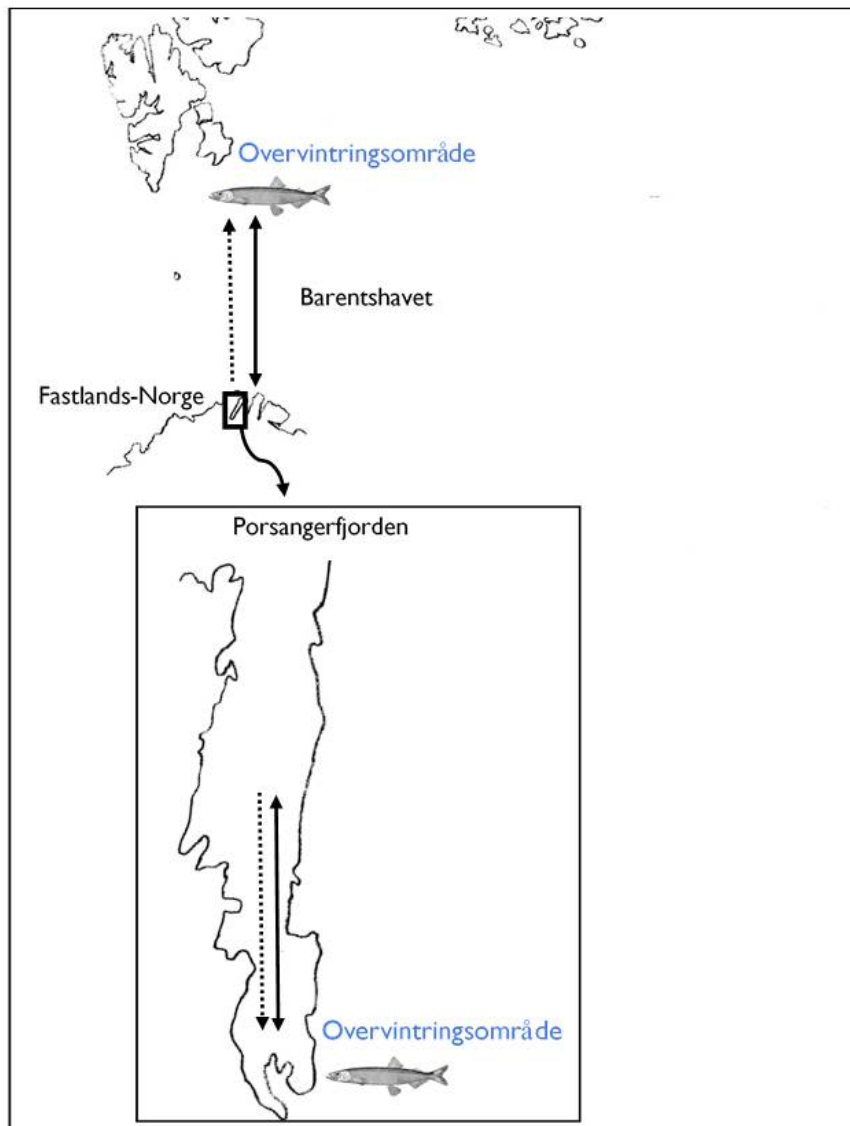 Overvintringsområde
Barentshavet
Fastlands-Norge
Porsangerfjorden
Overvintringsområde